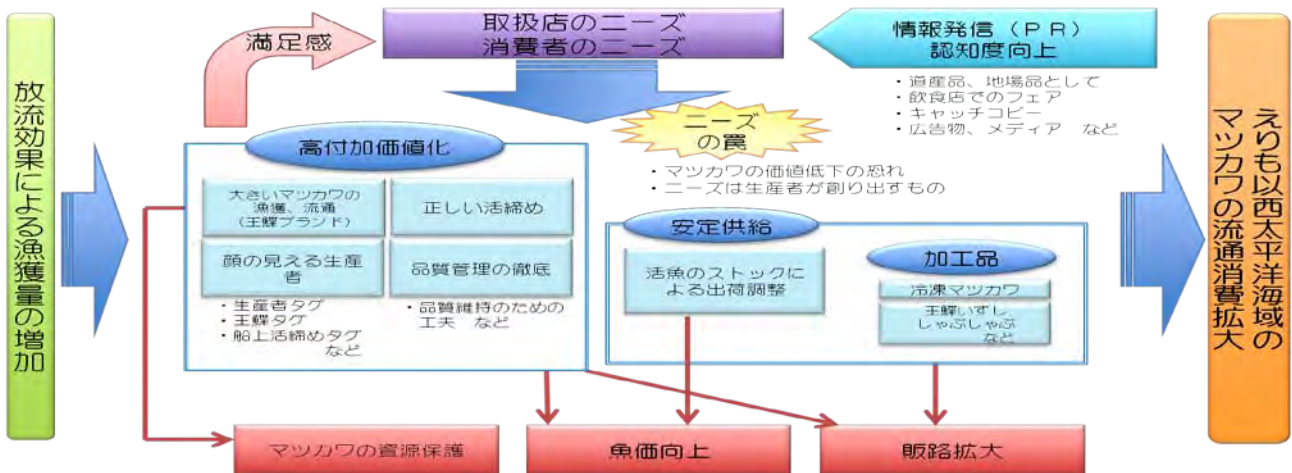 放流効果による漁獲量の増加
満足感
取扱店のニーズ
消費者のニーズ
情報発信（ＰＲ）
認知度向上
・道産品、地場品として
・飲食店でのフェア
・キャッチコピー
・広告物、メディア　など
ニーズ
の罠
・マツカワの価値低下の恐れ
・ニーズは生産者が創り出すもの
高付加価値化
大きいマツカワの
漁獲、流通
（王鰈ブランド）
正しい活締め
顔の見える生産
者
品質管理の徹底
・生産者タグ
・王鰈タグ
・船上活締めタグ
など
・品質維持のための
工夫　など
安定供給
活魚のストックに
よる出荷調整
加工品
冷凍マツカワ
王鰈いずし、
しゃぶしゃぶ
など
マツカワの資源保護
魚価向上
販路拡大
えりも以西太平洋海域の
マツカワの流通消費拡大